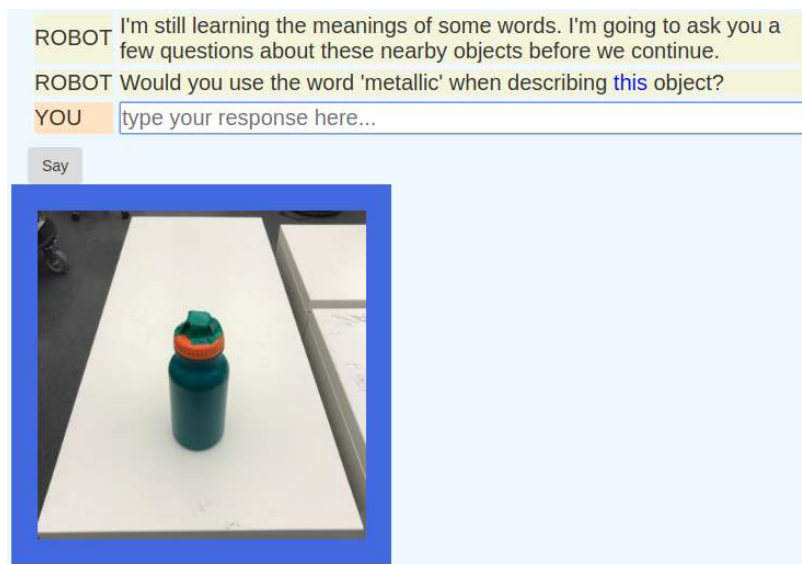 ROBOT I'm still learning the meanings of some words. I'm going to ask you a
few questions about these nearby objects before we continue.
ROBOT Would you use the word 'metallic' when describing this object?
YOU type your response here...
Say